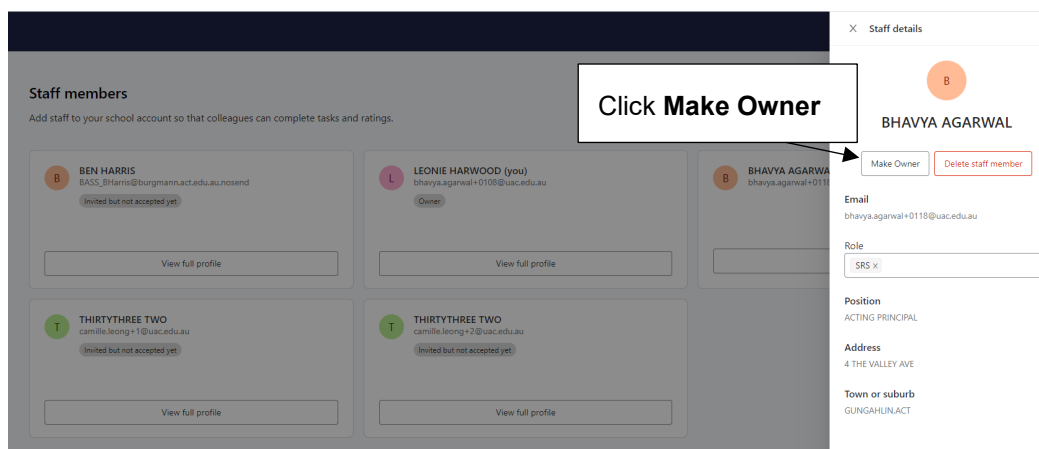 Staff members
Add staff to your school account so that colleagues can complete tasks and ratings.
B
BEN HARRIS
BASS_BHarris@burgmann.act.edu.au.nosend
Invited but not accepted yet
View full profile
L
LEONIE HARWOOD (you)
bhavya.agarwal+0108@uac.edu.au
Owner
View full profile
B
BHAVYA AGARWA
bhavya.agarwal+0118
T
THIRTYTHREE TWO
camille.leong+1@uac.edu.au
Invited but not accepted yet
View full profile
T
THIRTYTHREE TWO
camille.leong+2@uac.edu.au
Invited but not accepted yet
View full profile
Click Make Owner
X Staff details
B
BHAVYA AGARWAL
Make Owner
Delete staff member
Email
bhavya.agarwal+0118@uac.edu.au
Role
SRS ×
Position
ACTING PRINCIPAL
Address
4 THE VALLEY AVE
Town or suburb
GUNGAHLIN,ACT